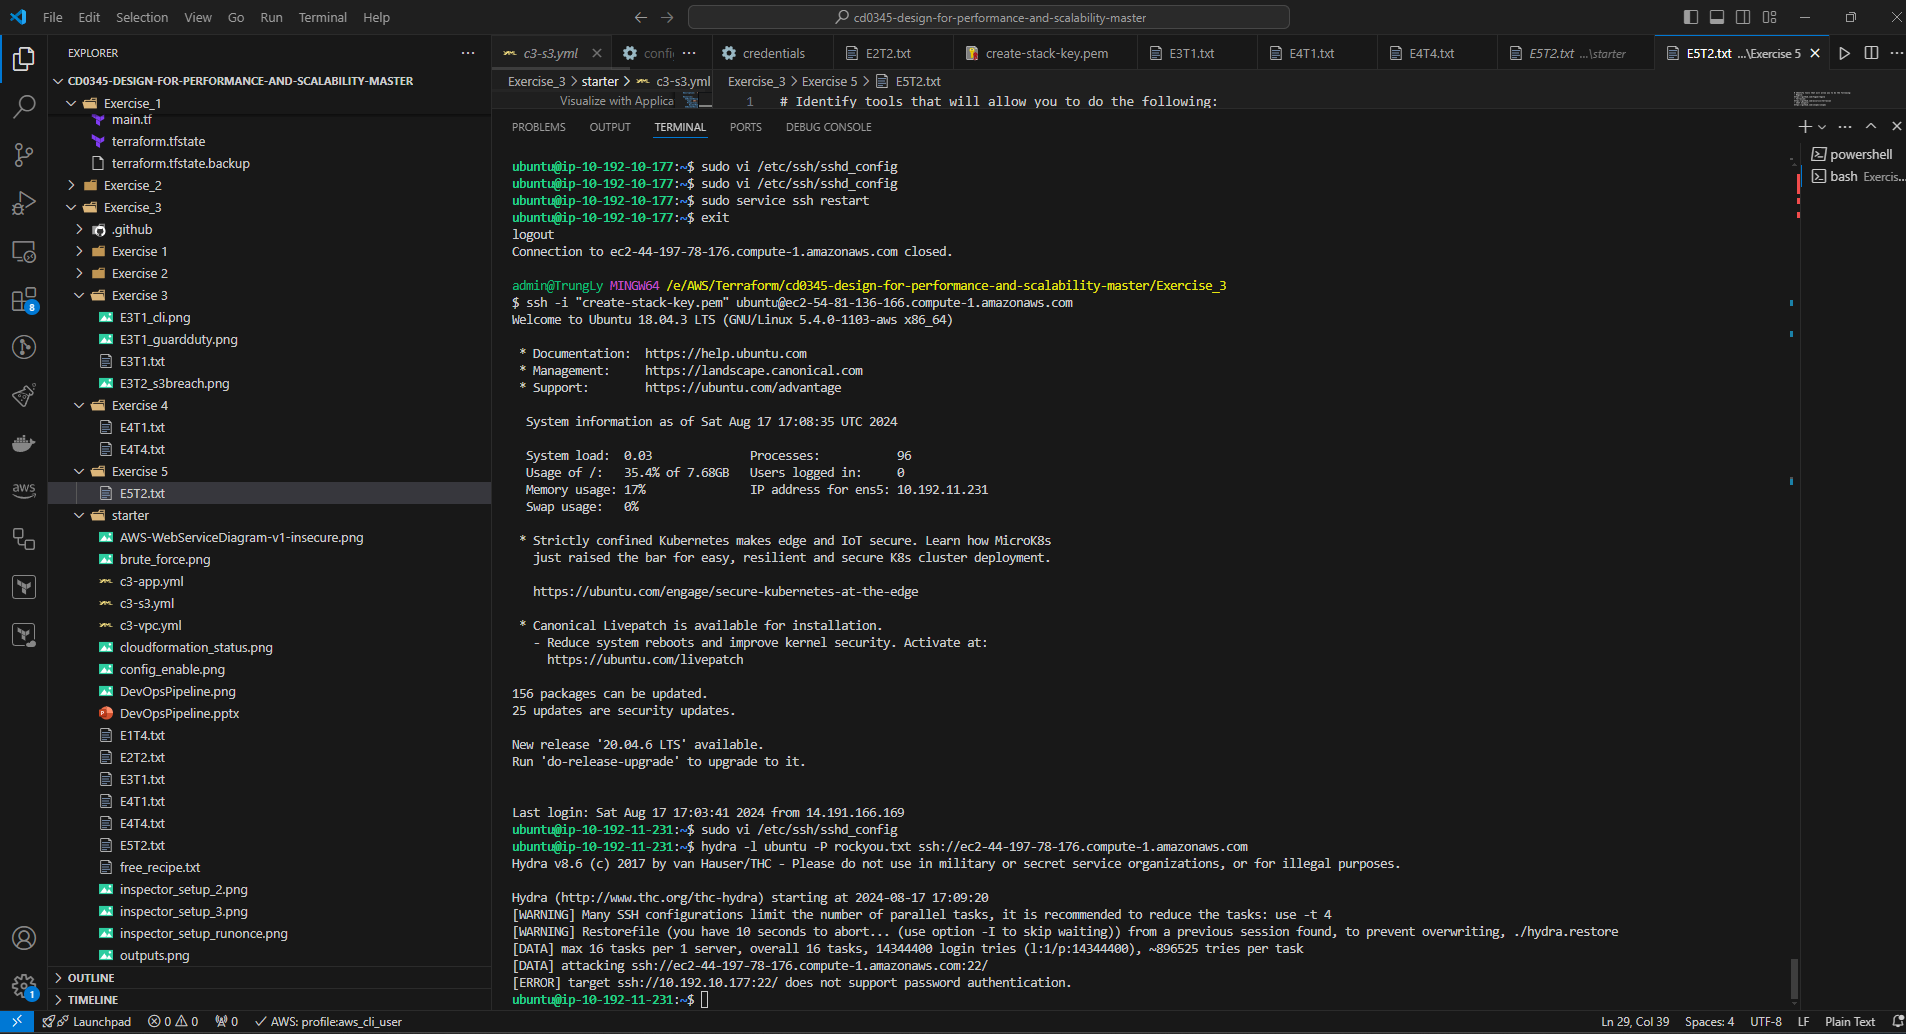 File Edit Selection View Go Run Terminal Help
cd0345-design-for-performance-and-scalability-master
EXPLORER
CD0345-DESIGN-FOR-PERFORMANCE-AND-SCALABILITY-MASTER
Exercise_1
main.tf
terraform.tfstate
terraform.tfstate.backup
Exercise_2
Exercise_3
.github
Exercise 1
Exercise 2
Exercise 3
E3T1_cli.png
E3T1_guardduty.png
E3T1.txt
E3T2_s3breach.png
Exercise 4
E4T1.txt
E4T4.txt
Exercise 5
E5T2.txt
starter
AWS-WebServiceDiagram-v1-insecure.png
brute_force.png
c3-app.yml
c3-s3.yml
c3-vpc.yml
cloudformation_status.png
config_enable.png
DevOpsPipeline.png
DevOpsPipeline.pptx
E1T4.txt
E2T2.txt
E3T1.txt
E4T1.txt
E4T4.txt
E5T2.txt
free_recipe.txt
inspector_setup_2.png
inspector_setup_3.png
inspector_setup_runonce.png
outputs.png
OUTLINE
TIMELINE
8
aws
1
c3-s3.yml config ··· credentials E2T2.txt create-stack-key.pem E3T1.txt E4T1.txt E4T4.txt E5T2.txt ...\starter E5T2.txt ...\Exercise 5
Exercise_3 > starter > c3-s3.yml
Exercise_3 > Exercise 5 > E5T2.txt
Visualize with Applica
1 # Identify tools that will allow you to do the following:
PROBLEMS OUTPUT TERMINAL PORTS DEBUG CONSOLE
powershell
bash Exercis...
ubuntu@ip-10-192-10-177:~$ sudo vi /etc/ssh/sshd_config
ubuntu@ip-10-192-10-177:~$ sudo vi /etc/ssh/sshd_config
ubuntu@ip-10-192-10-177:~$ sudo service ssh restart
ubuntu@ip-10-192-10-177:~$ exit
logout
Connection to ec2-44-197-78-176.compute-1.amazonaws.com closed.
admin@TrungLy MINGW64 /e/AWS/Terraform/cd0345-design-for-performance-and-scalability-master/Exercise_3
$ ssh -i "create-stack-key.pem" ubuntu@ec2-54-81-136-166.compute-1.amazonaws.com
Welcome to Ubuntu 18.04.3 LTS (GNU/Linux 5.4.0-1103-aws x86_64)
* Documentation: https://help.ubuntu.com
* Management: https://landscape.canonical.com
* Support: https://ubuntu.com/advantage
System information as of Sat Aug 17 17:08:35 UTC 2024
System load: 0.03 Processes: 96
Usage of /: 35.4% of 7.68GB Users logged in: 0
Memory usage: 17% IP address for ens5: 10.192.11.231
Swap usage: 0%
* Strictly confined Kubernetes makes edge and IoT secure. Learn how MicroK8s
just raised the bar for easy, resilient and secure K8s cluster deployment.
https://ubuntu.com/engage/secure-kubernetes-at-the-edge
* Canonical Livepatch is available for installation.
- Reduce system reboots and improve kernel security. Activate at:
https://ubuntu.com/livepatch
156 packages can be updated.
25 updates are security updates.
New release '20.04.6 LTS' available.
Run 'do-release-upgrade' to upgrade to it.
Last login: Sat Aug 17 17:03:41 2024 from 14.191.166.169
ubuntu@ip-10-192-11-231:~$ sudo vi /etc/ssh/sshd_config
ubuntu@ip-10-192-11-231:~$ hydra -l ubuntu -P rockyou.txt ssh://ec2-44-197-78-176.compute-1.amazonaws.com
Hydra v8.6 (c) 2017 by van Hauser/THC - Please do not use in military or secret service organizations, or for illegal purposes.
Hydra (http://www.thc.org/thc-hydra) starting at 2024-08-17 17:09:20
[WARNING] Many SSH configurations limit the number of parallel tasks, it is recommended to reduce the tasks: use -t 4
[WARNING] Restorefile (you have 10 seconds to abort... (use option -I to skip waiting)) from a previous session found, to prevent overwriting, ./hydra.restore
[DATA] max 16 tasks per 1 server, overall 16 tasks, 14344400 login tries (l:1/p:14344400), ~896525 tries per task
[DATA] attacking ssh://ec2-44-197-78-176.compute-1.amazonaws.com:22/
[ERROR] target ssh://10.192.10.177:22/ does not support password authentication.
ubuntu@ip-10-192-11-231:~$
Launchpad 0 0 0 AWS: profile:aws_cli_user Ln 29, Col 39 Spaces: 4 UTF-8 LF Plain Text